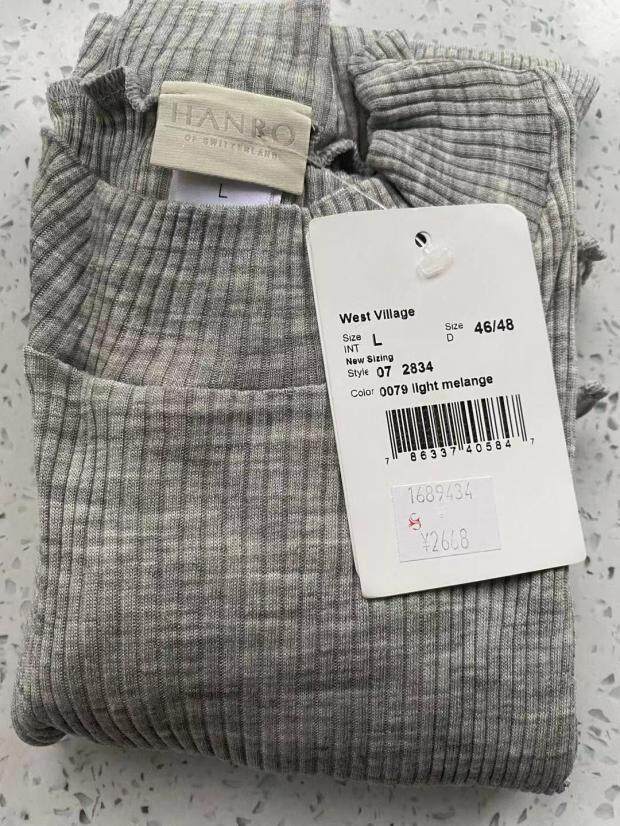 HANRO
OF SWITZERLAND
L
West Village
Size INT L Size D 46/48
New Sizing
Style 07 2834
Color 0079 light melange
7 86337 40584 7
1689434
¥2668